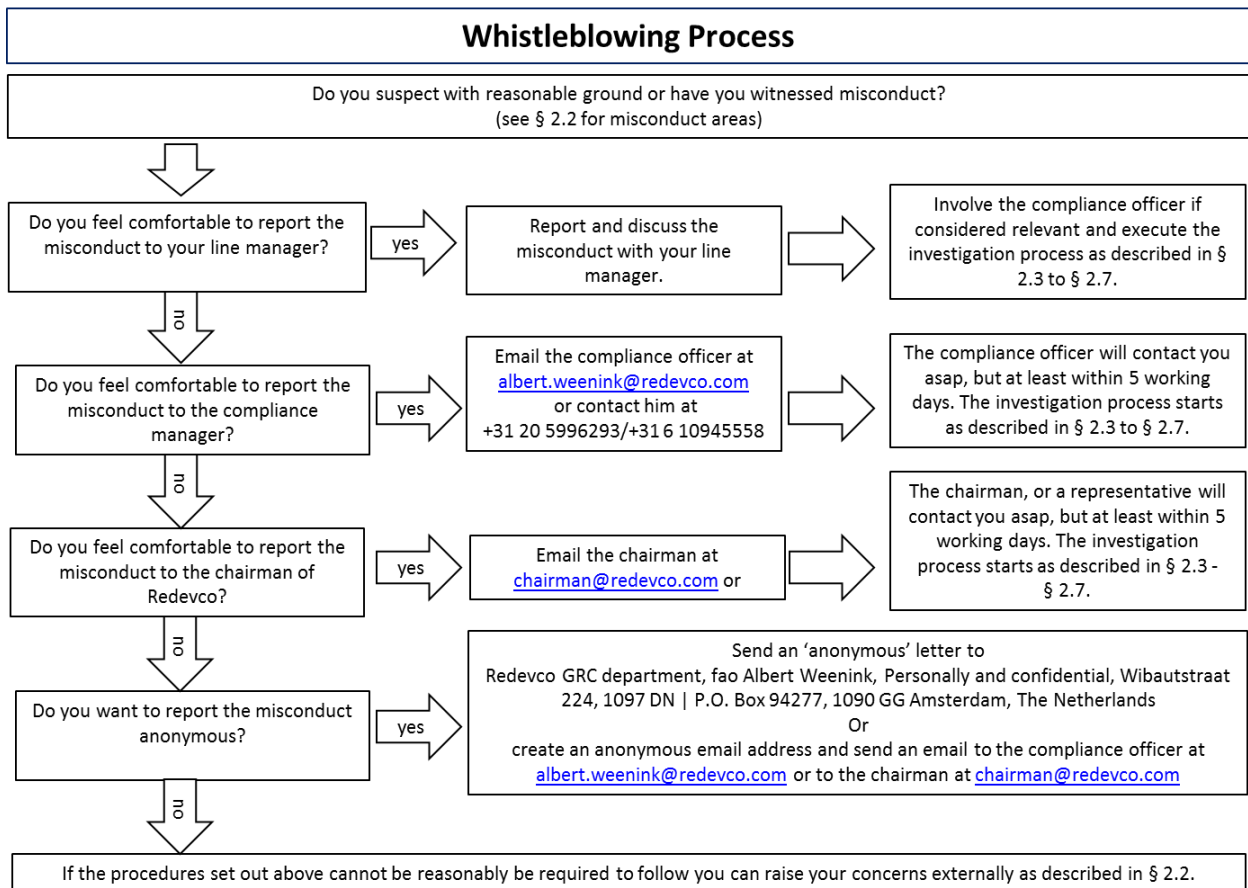 Whistleblowing Process
Do you suspect with reasonable ground or have you witnessed misconduct?
(see § 2.2 for misconduct areas)
Do you feel comfortable to report the
misconduct to your line manager?
yes
Report and discuss the
misconduct with your line
manager.
Involve the compliance officer if
considered relevant and execute the
investigation process as described in §
2.3 to § 2.7.
no
Do you feel comfortable to report the
misconduct to the compliance
manager?
yes
Email the compliance officer at
albert.weenink@redevco.com
or contact him at
+31 20 5996293/+31 6 10945558
The compliance officer will contact you
asap, but at least within 5 working
days. The investigation process starts
as described in § 2.3 to § 2.7.
no
Do you feel comfortable to report the
misconduct to the chairman of
Redevco?
yes
Email the chairman at
chairman@redevco.com or
The chairman, or a representative will
contact you asap, but at least within 5
working days. The investigation
process starts as described in § 2.3 -
§ 2.7.
no
Do you want to report the misconduct
anonymous?
yes
Send an ‘anonymous’ letter to
Redevco GRC department, fao Albert Weenink, Personally and confidential, Wibautstraat
224, 1097 DN | P.O. Box 94277, 1090 GG Amsterdam, The Netherlands
Or
create an anonymous email address and send an email to the compliance officer at
albert.weenink@redevco.com or to the chairman at chairman@redevco.com
no
If the procedures set out above cannot be reasonably be required to follow you can raise your concerns externally as described in § 2.2.